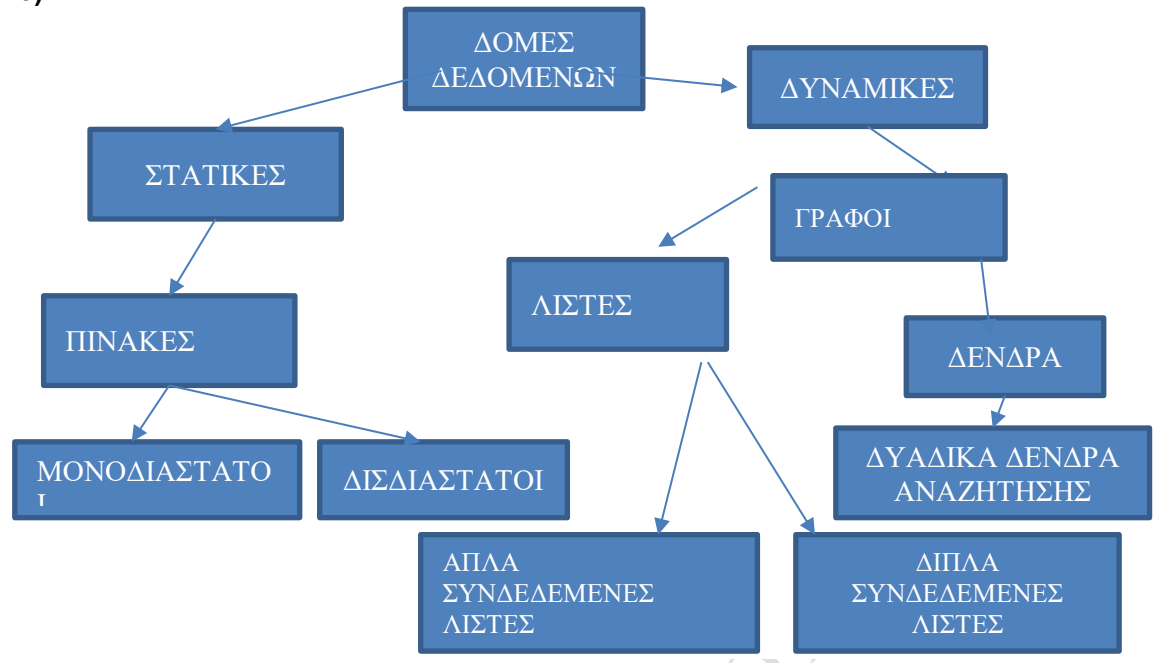 ΔΟΜΕΣ
ΔΕΔΟΜΕΝΩΝ
ΔΥΝΑΜΙΚΕΣ
ΣΤΑΤΙΚΕΣ
ΓΡΑΦΟΙ
ΛΙΣΤΕΣ
ΠΙΝΑΚΕΣ
ΔΕΝΔΡΑ
ΜΟΝΟΔΙΑΣΤΑΤΟ
Ι
ΔΙΣΔΙΑΣΤΑΤΟΙ
ΔΥΑΔΙΚΑ ΔΕΝΔΡΑ
ΑΝΑΖΗΤΗΣΗΣ
ΑΠΛΑ
ΣΥΝΔΕΔΕΜΕΝΕΣ
ΛΙΣΤΕΣ
ΔΙΠΛΑ
ΣΥΝΔΕΔΕΜΕΝΕΣ
ΛΙΣΤΕΣ